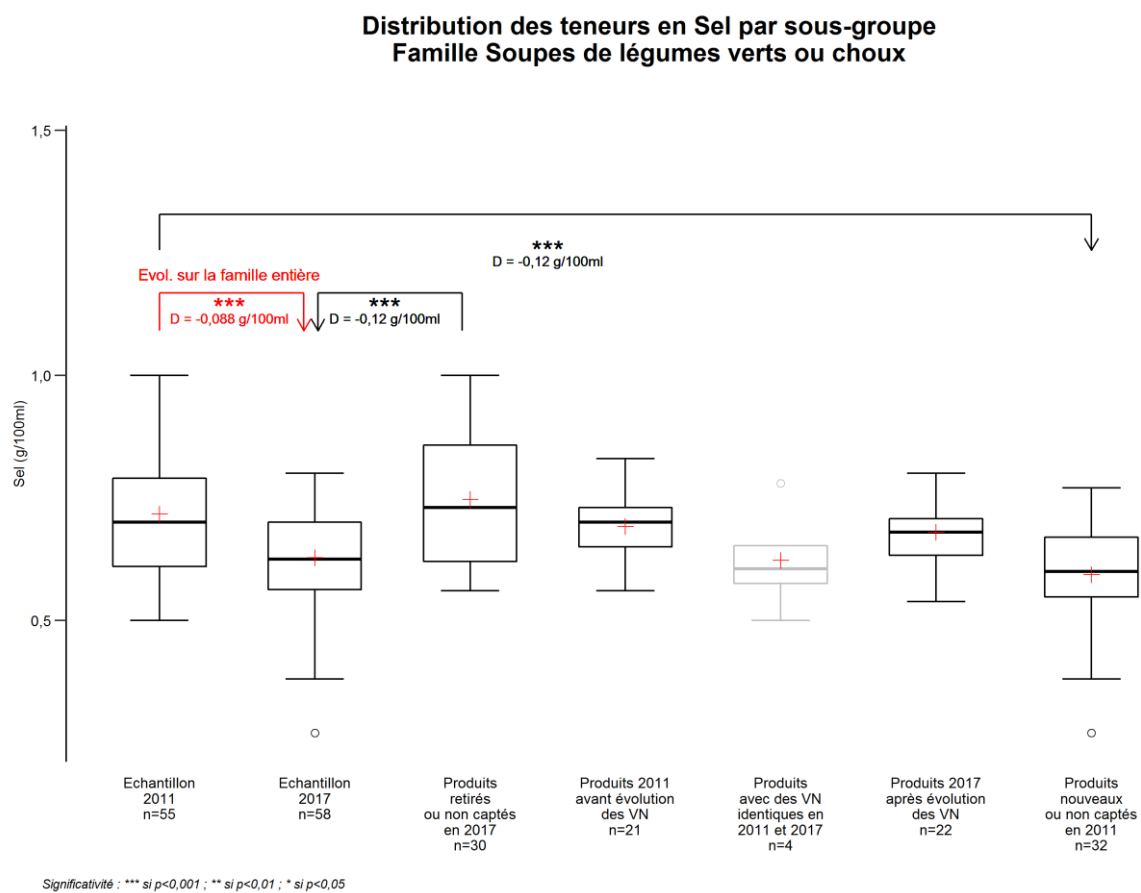 Distribution des teneurs en Sel par sous-groupe
Famille Soupes de légumes verts ou choux
1,5
1,0
0,5
Sel (g/100ml)
***
D = -0,12 g/100ml
Evol. sur la famille entière
***
D = -0,088 g/100ml
***
D = -0,12 g/100ml
Echantillon
2011
n=55
Echantillon
2017
n=58
Produits
retirés
ou non captés
en 2017
n=30
Produits 2011
avant évolution
des VN
n=21
Produits
avec des VN
identiques en
2011 et 2017
n=4
Produits 2017
après évolution
des VN
n=22
Produits
nouveaux
ou non captés
en 2011
n=32
Significativité : *** si p<0,001 ; ** si p<0,01 ; * si p<0,05